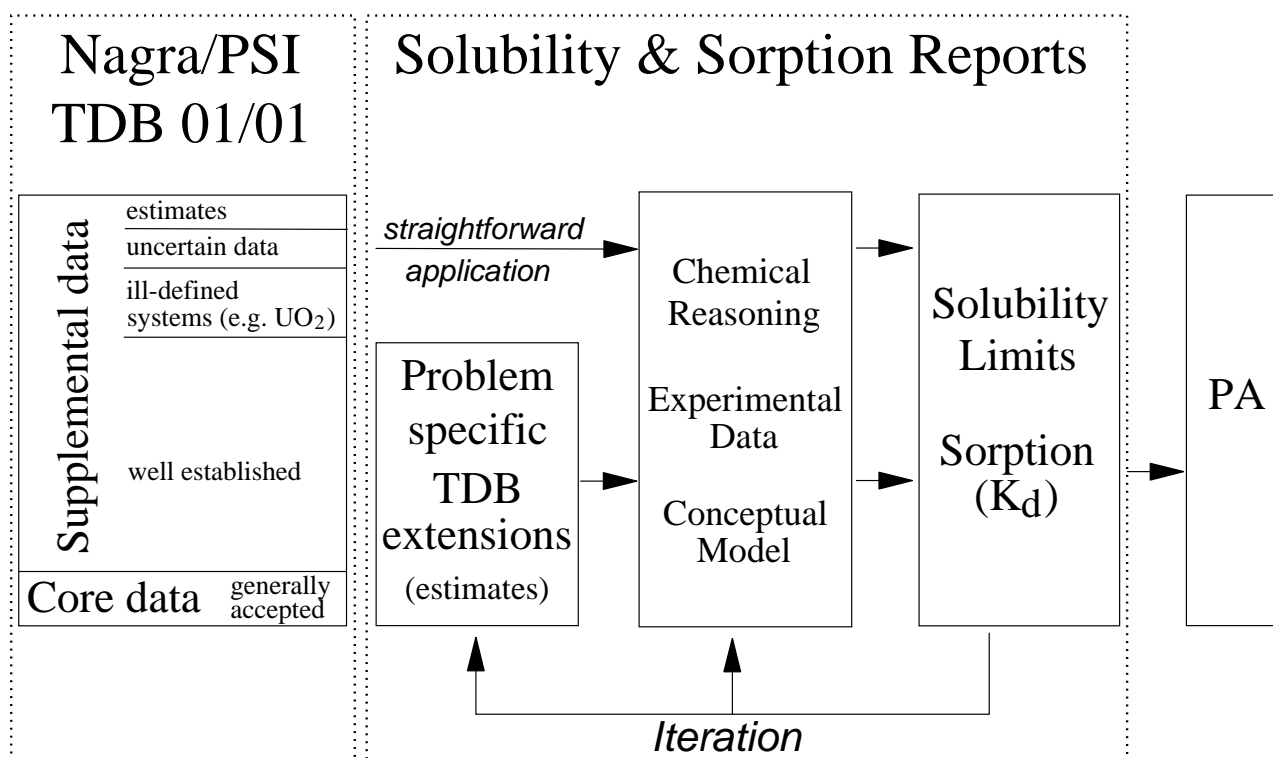 Nagra/PSI
TDB 01/01
Supplemental data
estimates
uncertain data
ill-defined
systems (e.g. UO2)
well established
Core data
generally
accepted
Solubility & Sorption Reports
straightforward
application
Problem
specific
TDB
extensions
(estimates)
Chemical
Reasoning
Experimental
Data
Conceptual
Model
Solubility
Limits
Sorption
(Kd)
PA
Iteration